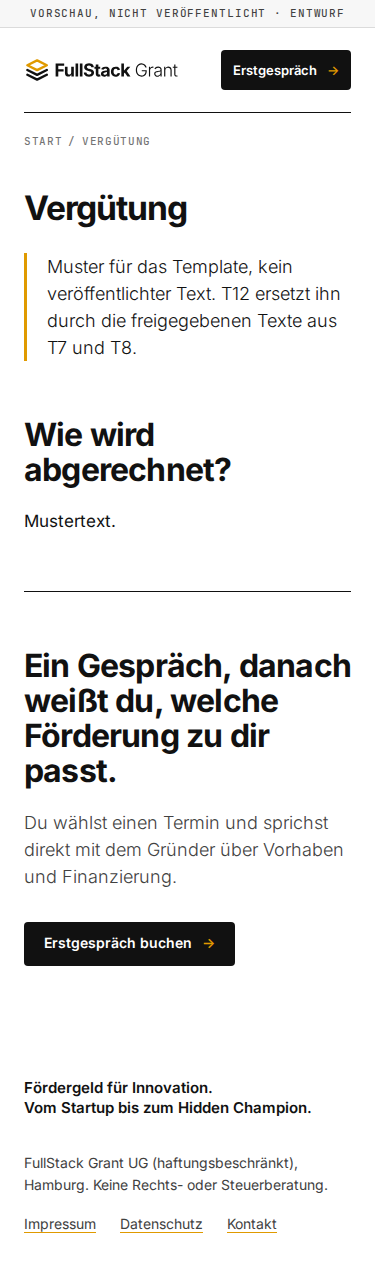 VORSCHAU, NICHT VERÖFFENTLICHT · ENTWURF
FullStack Grant
Erstgespräch →
START / VERGÜTUNG
Vergütung
Muster für das Template, kein
veröffentlichter Text. T12 ersetzt ihn
durch die freigegebenen Texte aus
T7 und T8.
Wie wird
abgerechnet?
Mustertext.
Ein Gespräch, danach
weißt du, welche
Förderung zu dir
passt.
Du wählst einen Termin und sprichst
direkt mit dem Gründer über Vorhaben
und Finanzierung.
Erstgespräch buchen →
Fördergeld für Innovation.
Vom Startup bis zum Hidden Champion.
FullStack Grant UG (haftungsbeschränkt),
Hamburg. Keine Rechts- oder Steuerberatung.
Impressum Datenschutz Kontakt